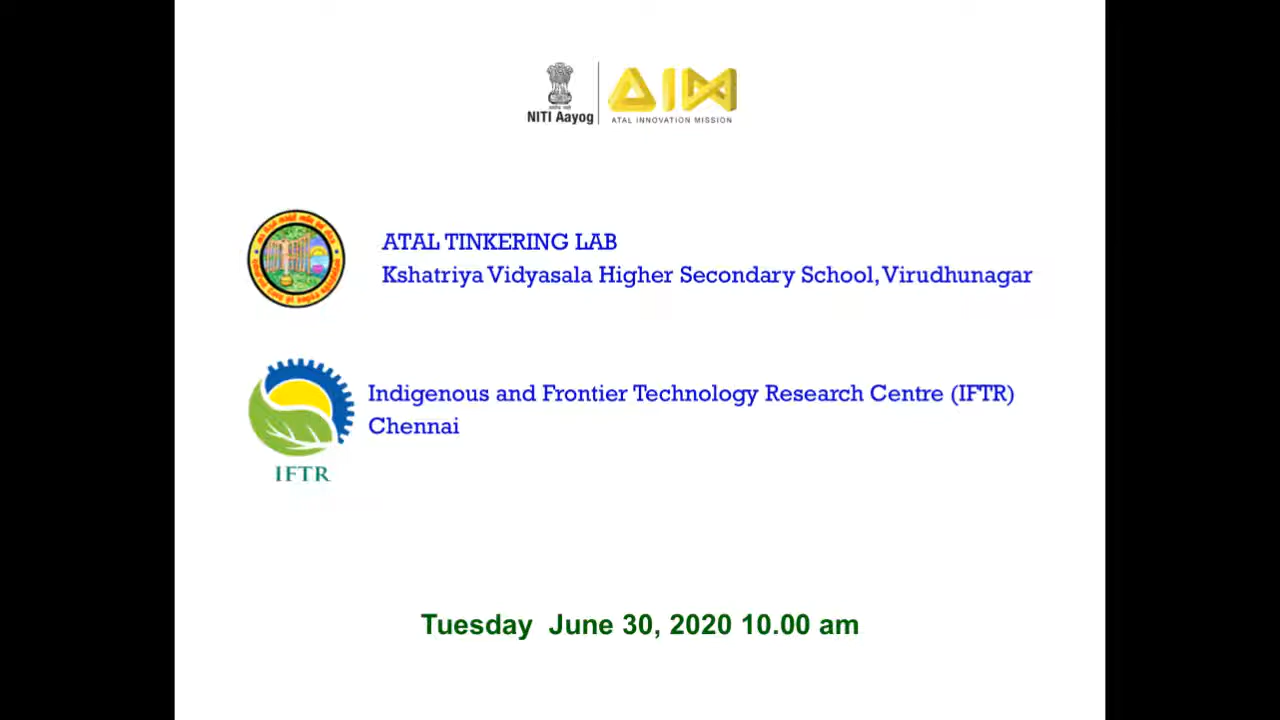 NITI Aayog
AIM
ATAL INNOVATION MISSION
ATAL TINKERING LAB
Kshatriya Vidyasala Higher Secondary School, Virudhunagar
Indigenous and Frontier Technology Research Centre (IFTR)
Chennai
IFTR
Tuesday June 30, 2020 10.00 am